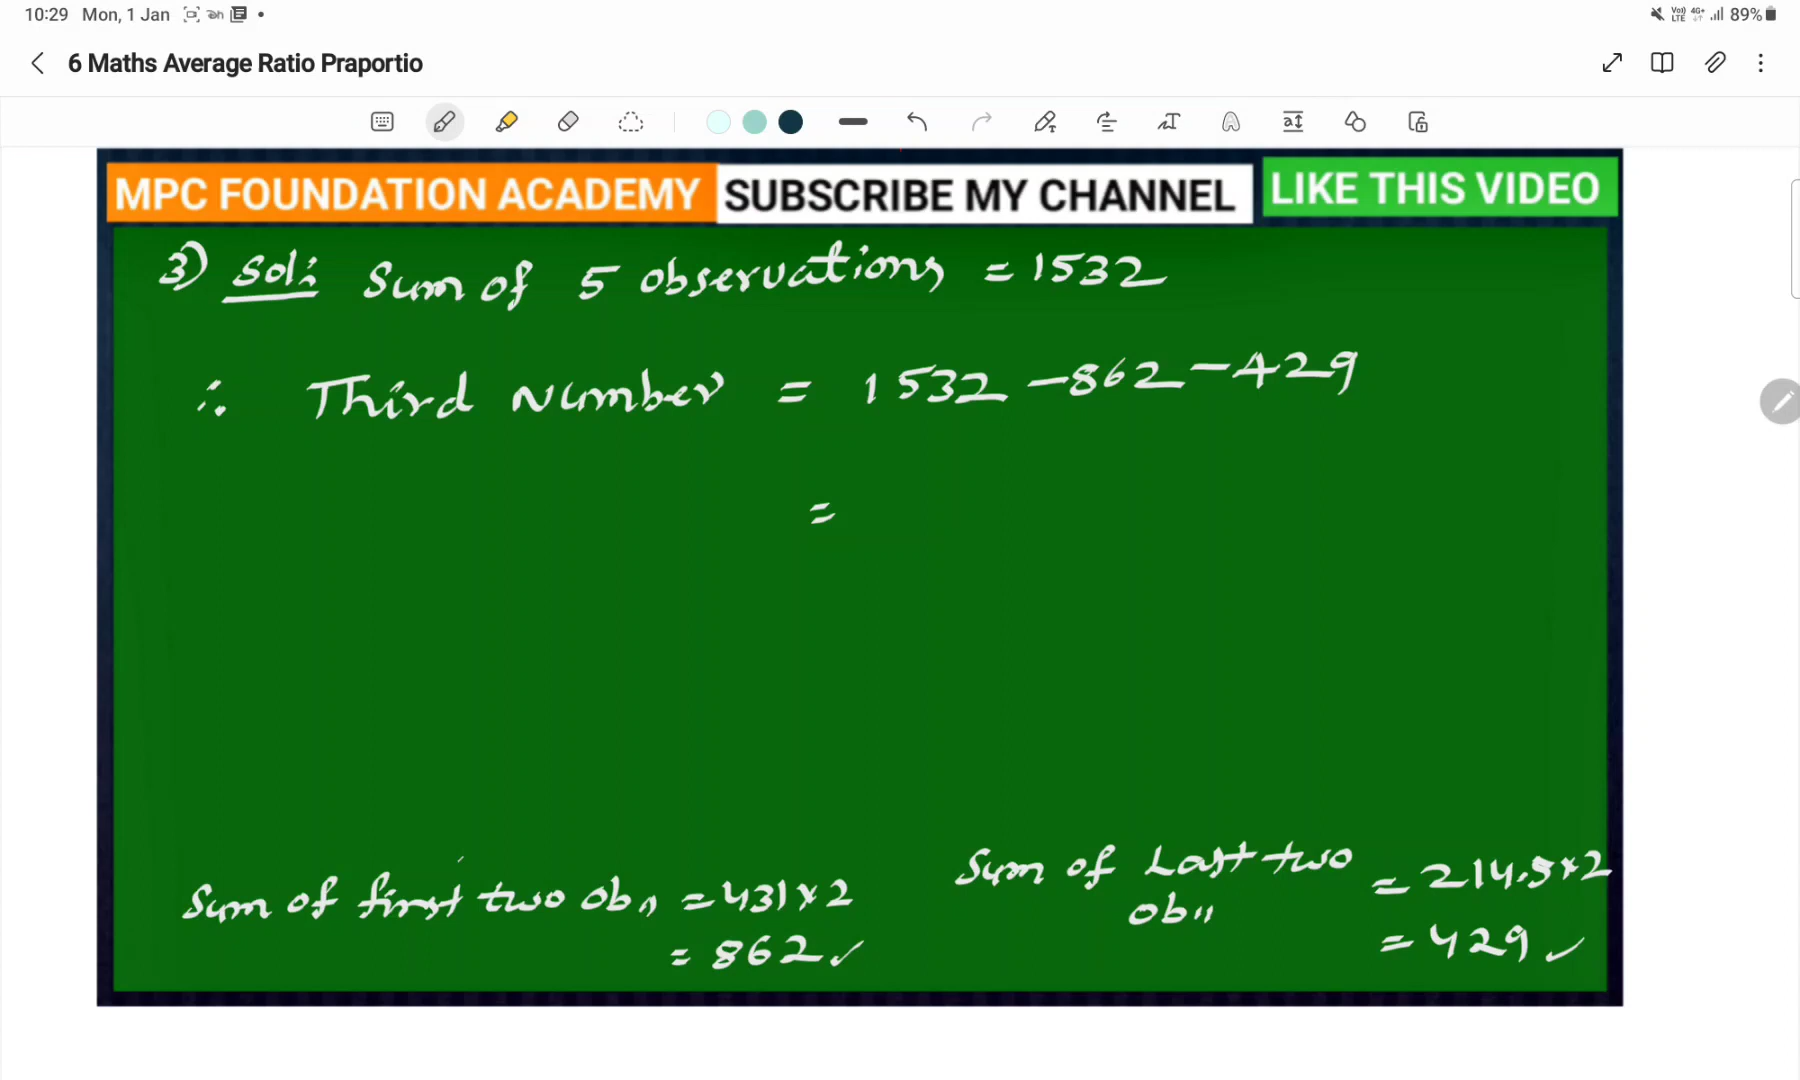 10:29 Mon, 1 Jan 89%
6 Maths Average Ratio Praportio
MPC FOUNDATION ACADEMY SUBSCRIBE MY CHANNEL LIKE THIS VIDEO
3) Sol: Sum of 5 observations = 1532
∴ Third Number = 1532 - 862 - 429
=
Sum of first two obn = 431 × 2
= 862 ✓
Sum of Last two = 214.5 × 2
ob"
= 429 ✓